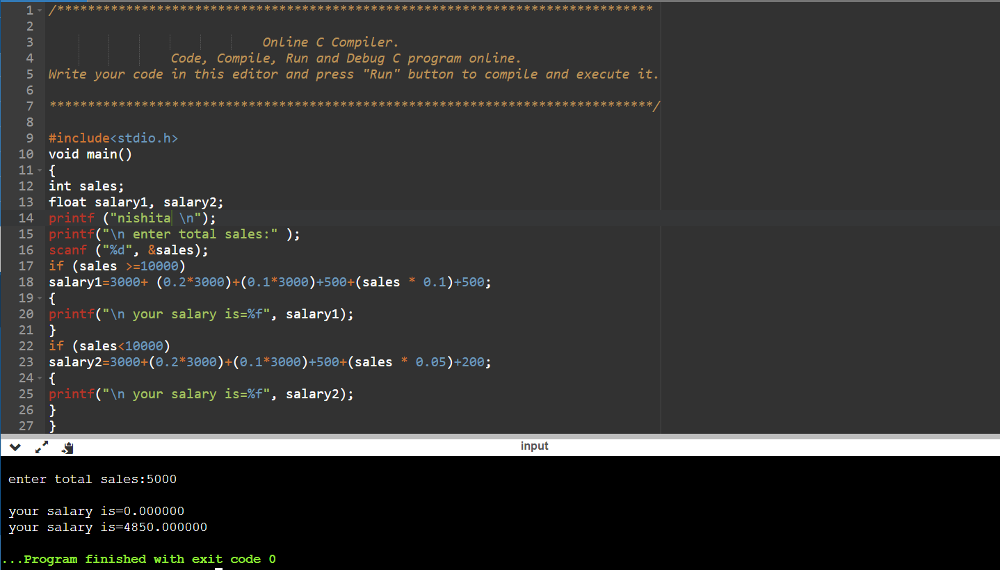 1 /******************************************************************************
2
3 Online C Compiler.
4 Code, Compile, Run and Debug C program online.
5 Write your code in this editor and press "Run" button to compile and execute it.
6
7 *******************************************************************************/
8
9 #include<stdio.h>
10 void main()
11 {
12 int sales;
13 float salary1, salary2;
14 printf ("nishita \n");
15 printf("\n enter total sales:" );
16 scanf ("%d", &sales);
17 if (sales >=10000)
18 salary1=3000+ (0.2*3000)+(0.1*3000)+500+(sales * 0.1)+500;
19 {
20 printf("\n your salary is=%f", salary1);
21 }
22 if (sales<10000)
23 salary2=3000+(0.2*3000)+(0.1*3000)+500+(sales * 0.05)+200;
24 {
25 printf("\n your salary is=%f", salary2);
26 }
27 }
input
enter total sales:5000
your salary is=0.000000
your salary is=4850.000000
...Program finished with exit code 0